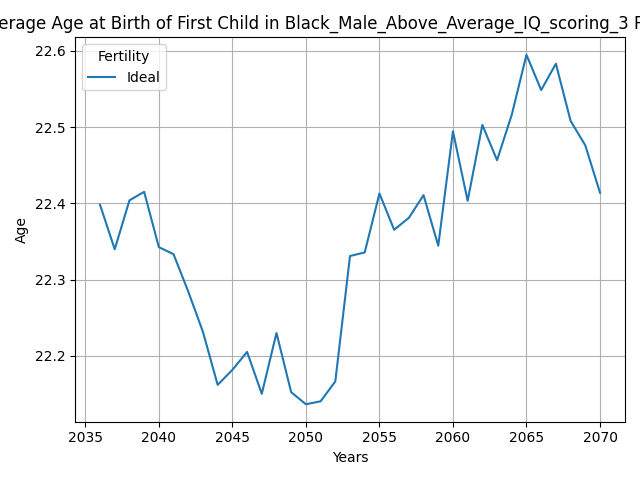 erage Age at Birth of First Child in Black_Male_Above_Average_IQ_scoring_3
Fertility
Ideal
22.6
22.5
22.4
22.3
22.2
Age
2035 2040 2045 2050 2055 2060 2065 2070
Years